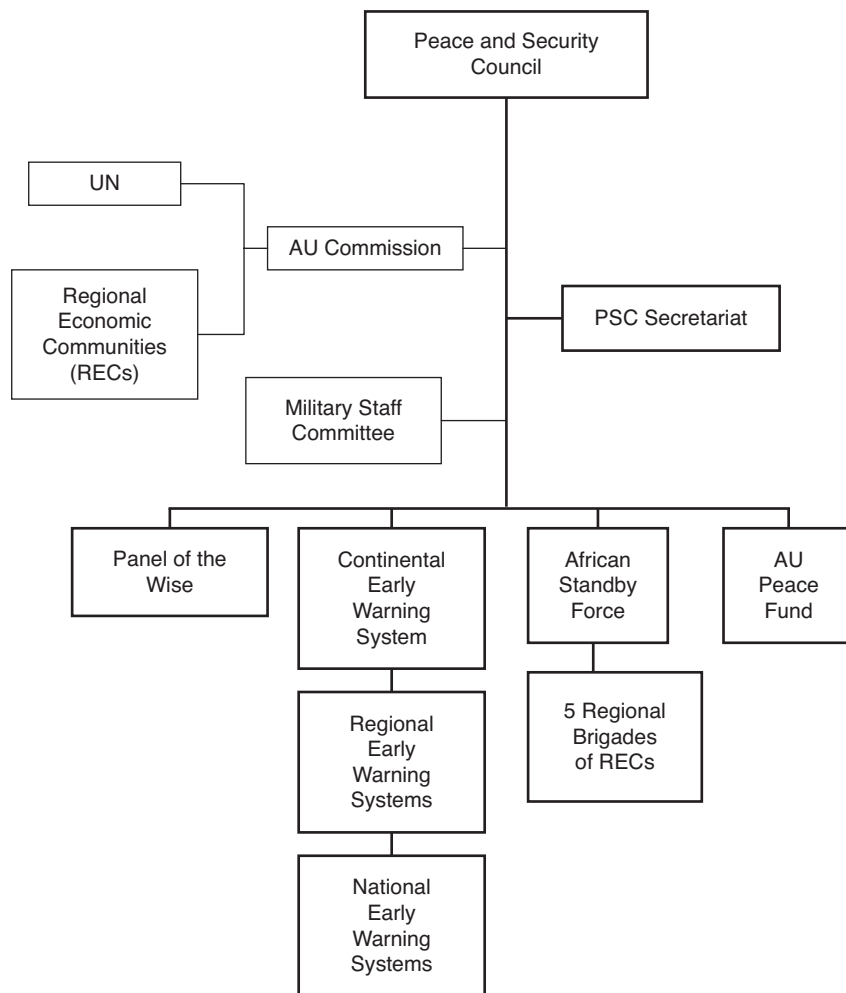 Peace and Security
Council
UN
AU Commission
Regional
Economic
Communities
(RECs)
PSC Secretariat
Military Staff
Committee
Panel of the
Wise
Continental
Early
Warning
System
African
Standby
Force
AU
Peace
Fund
Regional
Early
Warning
Systems
5 Regional
Brigades
of RECs
National
Early
Warning
Systems